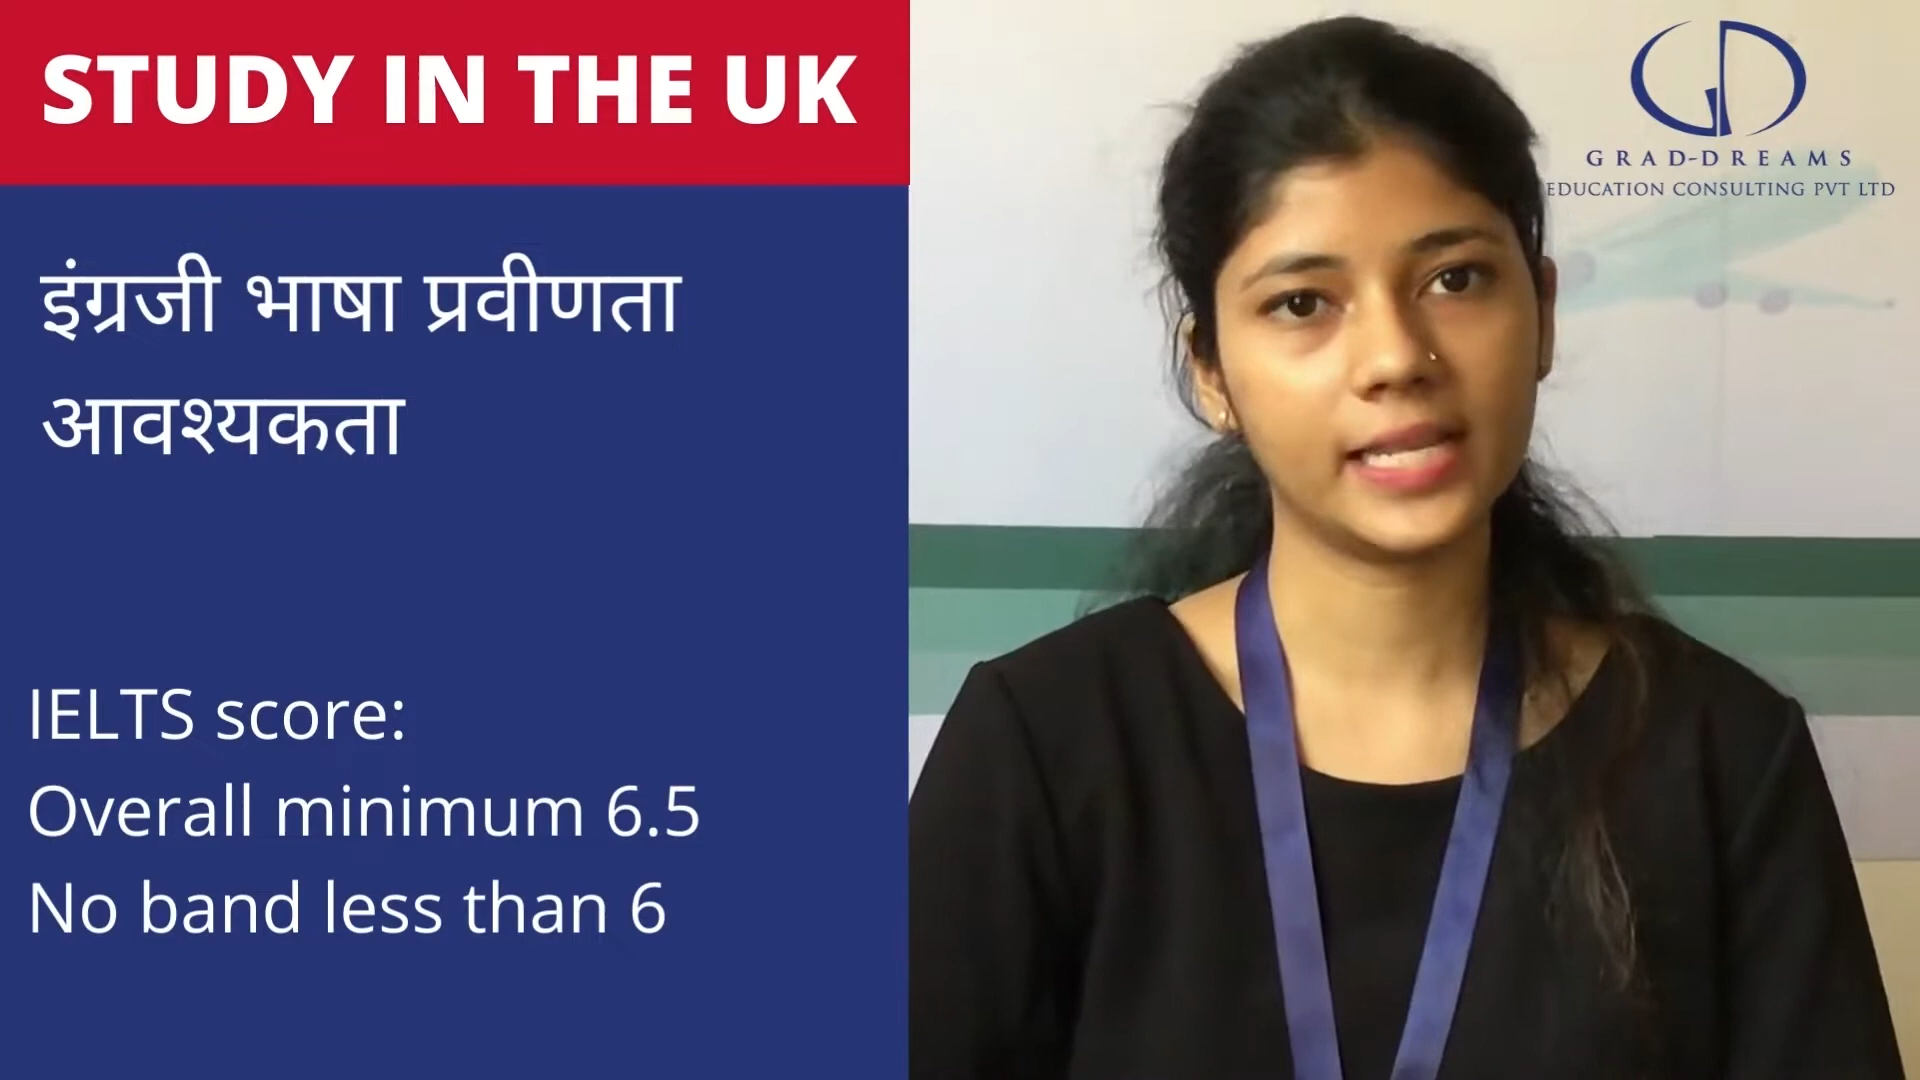 STUDY IN THE UK
इंग्रजी भाषा प्रवीणता
आवश्यकता
IELTS score:
Overall minimum 6.5
No band less than 6
GD
GRAD-DREAMS
EDUCATION CONSULTING PVT LTD